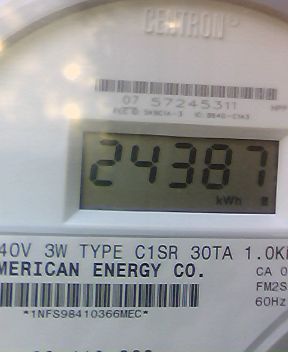 CENTRON®
07 57245311
24387
kWh
40V 3W TYPE C1SR 30TA 1.0K
MERICAN ENERGY CO.
CA 0
FM2S
60Hz
*1NFS98410366MEC*